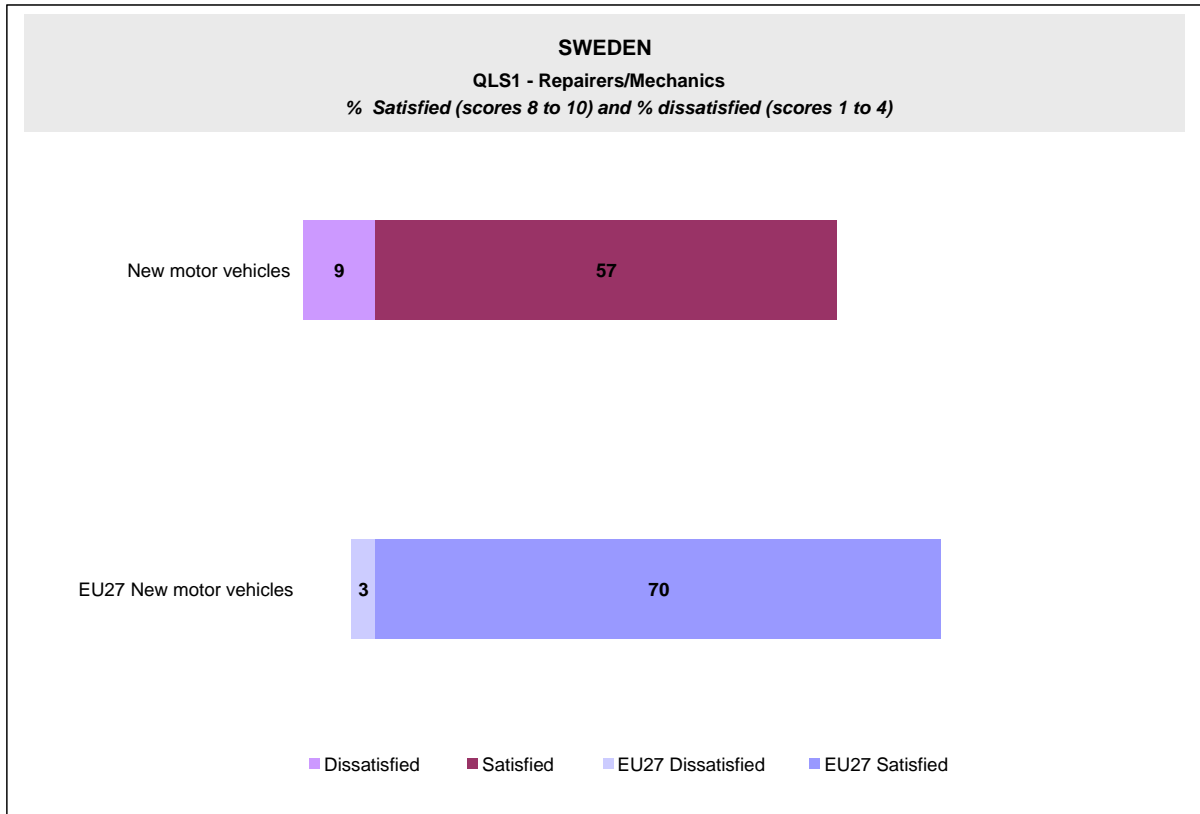 SWEDEN
QLS1 - Repairers/Mechanics
% Satisfied (scores 8 to 10) and % dissatisfied (scores 1 to 4)
New motor vehicles 9 57
EU27 New motor vehicles 3 70
Dissatisfied Satisfied EU27 Dissatisfied EU27 Satisfied